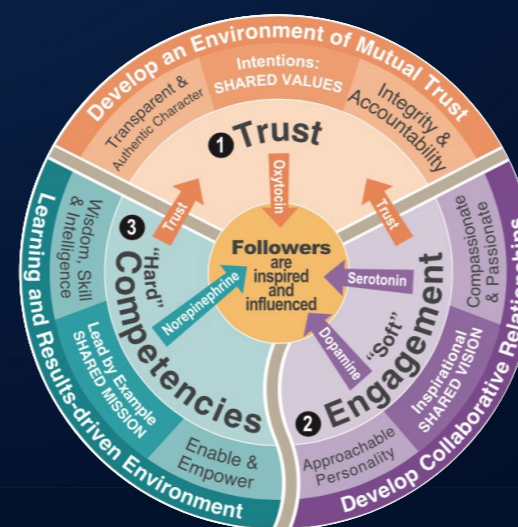 Develop an Environment of Mutual Trust
Transparent &
Authentic Character
Intentions:
SHARED VALUES
Integrity &
Accountability
1 Trust
Oxytocin
Trust
Trust
Followers
are
inspired
and
influenced
Develop Collaborative Relationships
Compassionate
& Passionate
Inspirational
SHARED VISION
Approachable
Personality
2 "Soft"
Engagement
Serotonin
Dopamine
Learning and Results-driven Environment
Wisdom, Skill
& Intelligence
Lead by Example
SHARED MISSION
Enable &
Empower
3 "Hard"
Competencies
Norepinephrine